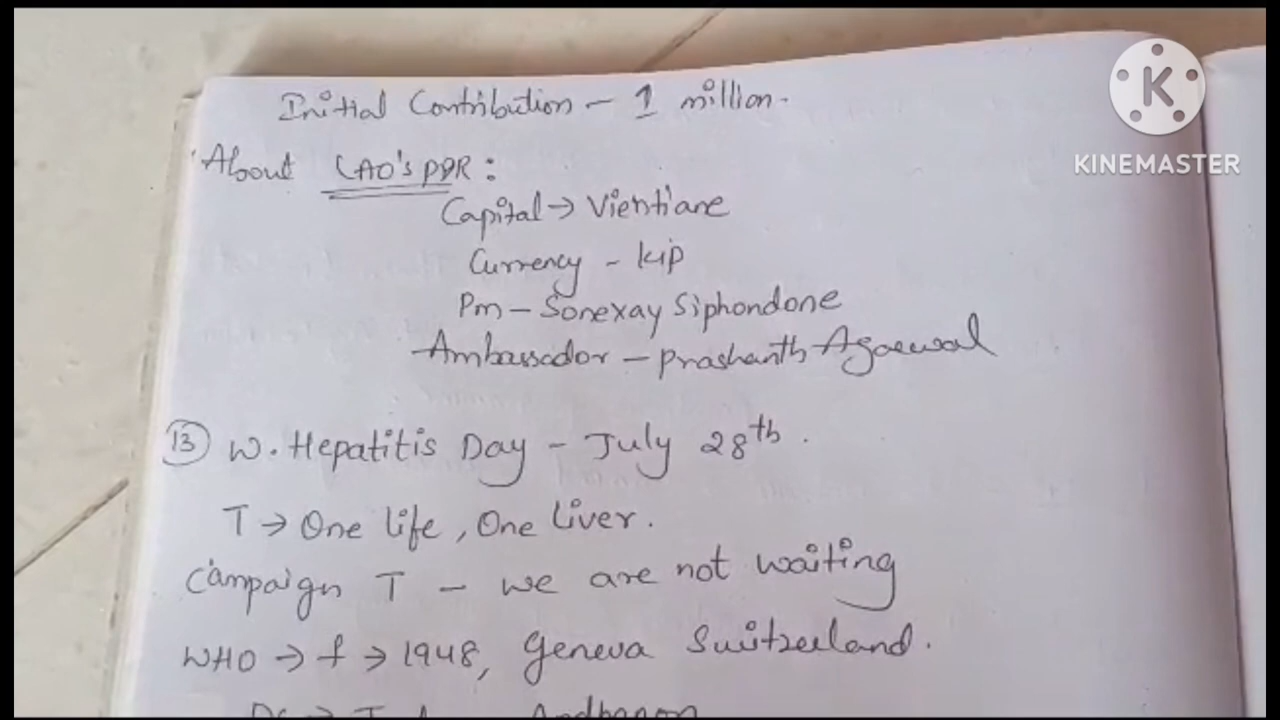 Initial Contribution - 1 million.
About LAO'S PDR:
Capital → Vientiane
Currency - kip
Pm - Sonexay Siphondone
Ambassador - Prashanth Agarwal
13 W. Hepatitis Day - July 28th.
T → One life, One liver.
Campaign T - we are not waiting
WHO → f → 1948, Geneva Switzerland.
K
KINEMASTER